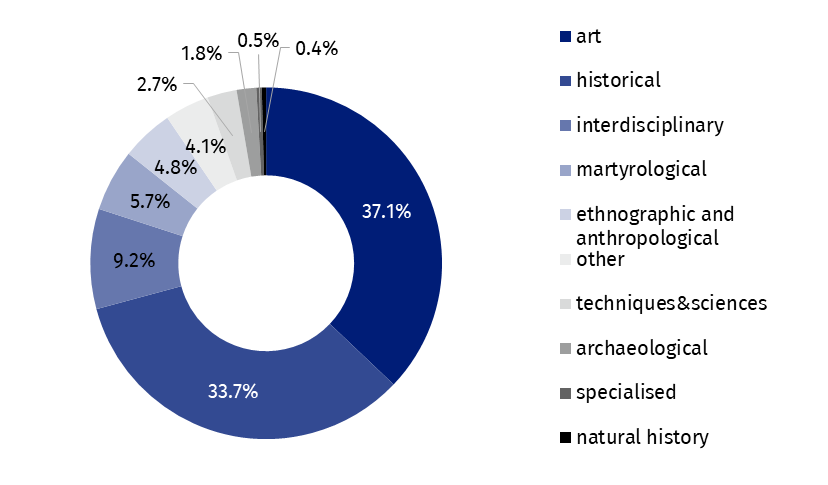 0.5%
0.4%
1.8%
2.7%
4.1%
4.8%
5.7%
9.2%
33.7%
37.1%
art
historical
interdisciplinary
martyrological
ethnographic and
anthropological
other
techniques&sciences
archaeological
specialised
natural history